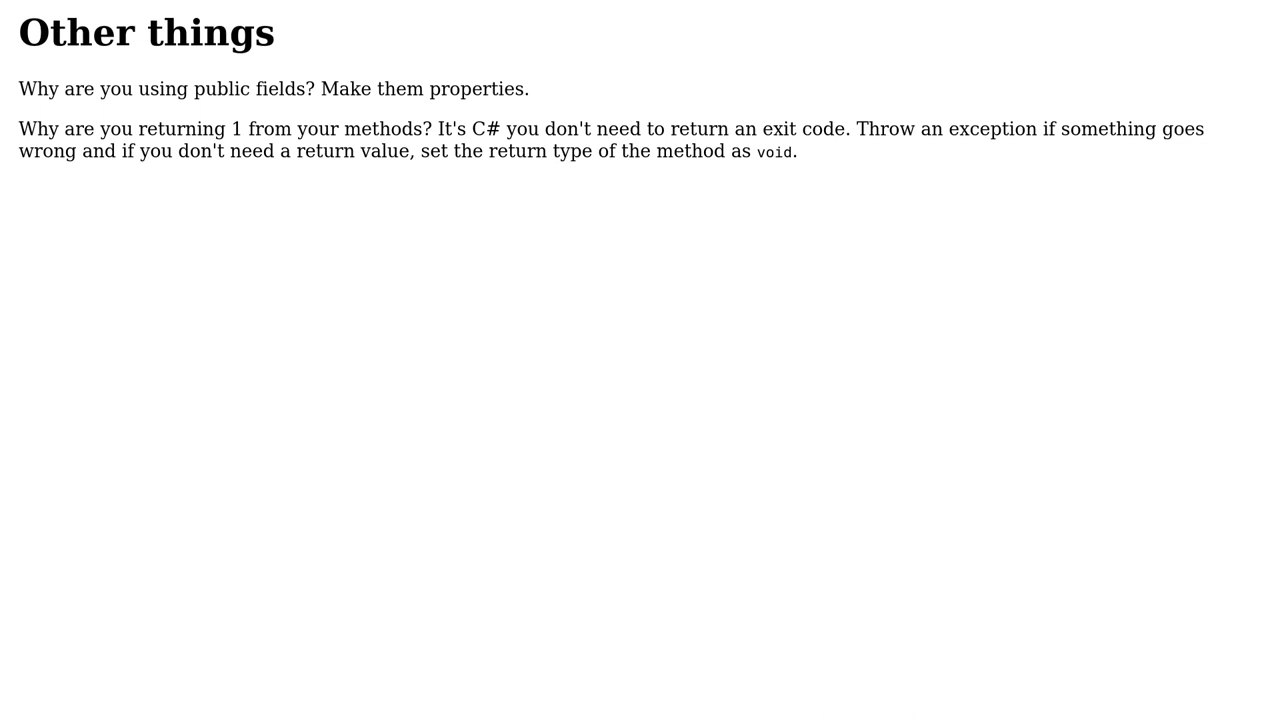 Other things
Why are you using public fields? Make them properties.
Why are you returning 1 from your methods? It's C# you don't need to return an exit code. Throw an exception if something goes
wrong and if you don't need a return value, set the return type of the method as void.